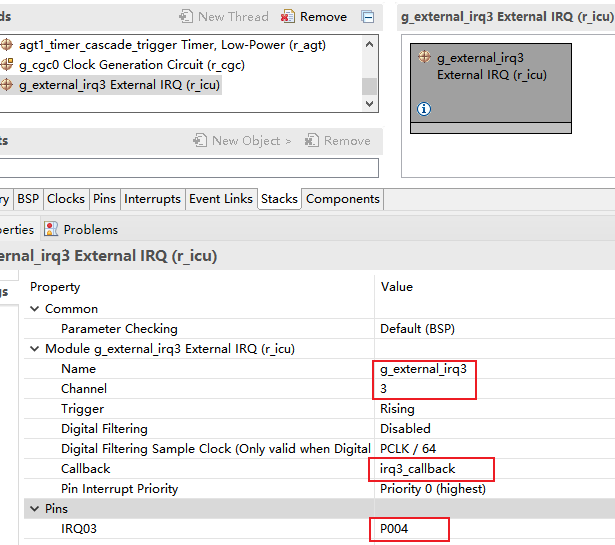 ds New Thread Remove
agt1_timer_cascade_trigger Timer, Low-Power (r_agt)
g_cgc0 Clock Generation Circuit (r_cgc)
g_external_irq3 External IRQ (r_icu)
ts New Object > Remove
g_external_irq3 External IRQ (r_icu)
g_external_irq3
External IRQ (r_icu)
ry BSP Clocks Pins Interrupts Event Links Stacks Components
perties Problems
ernal_irq3 External IRQ (r_icu)
gs
Property Value
Common
Parameter Checking Default (BSP)
Module g_external_irq3 External IRQ (r_icu)
Name g_external_irq3
Channel 3
Trigger Rising
Digital Filtering Disabled
Digital Filtering Sample Clock (Only valid when Digital PCLK / 64
Callback irq3_callback
Pin Interrupt Priority Priority 0 (highest)
Pins
IRQ03 P004